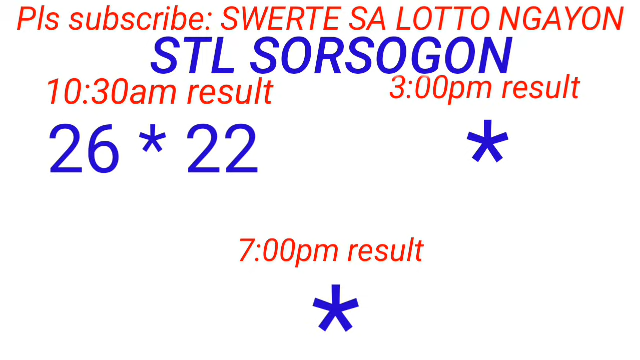 Pls subscribe: SWERTE SA LOTTO NGAYON
STL SORSOGON
10:30am result
26 * 22
3:00pm result
*
7:00pm result
*